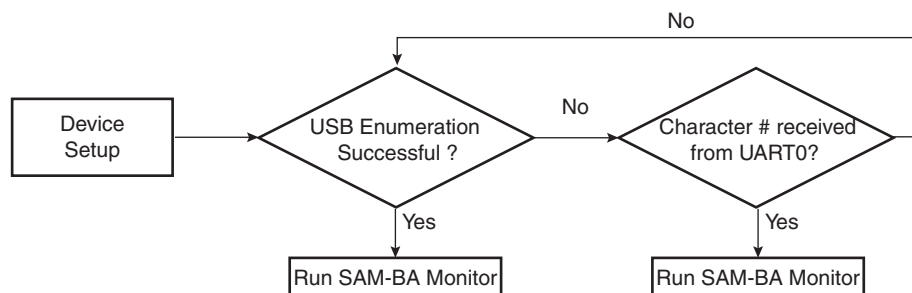 No
Device
Setup
USB Enumeration
Successful ?
No
Character # received
from UART0?
Yes
Yes
Run SAM-BA Monitor
Run SAM-BA Monitor